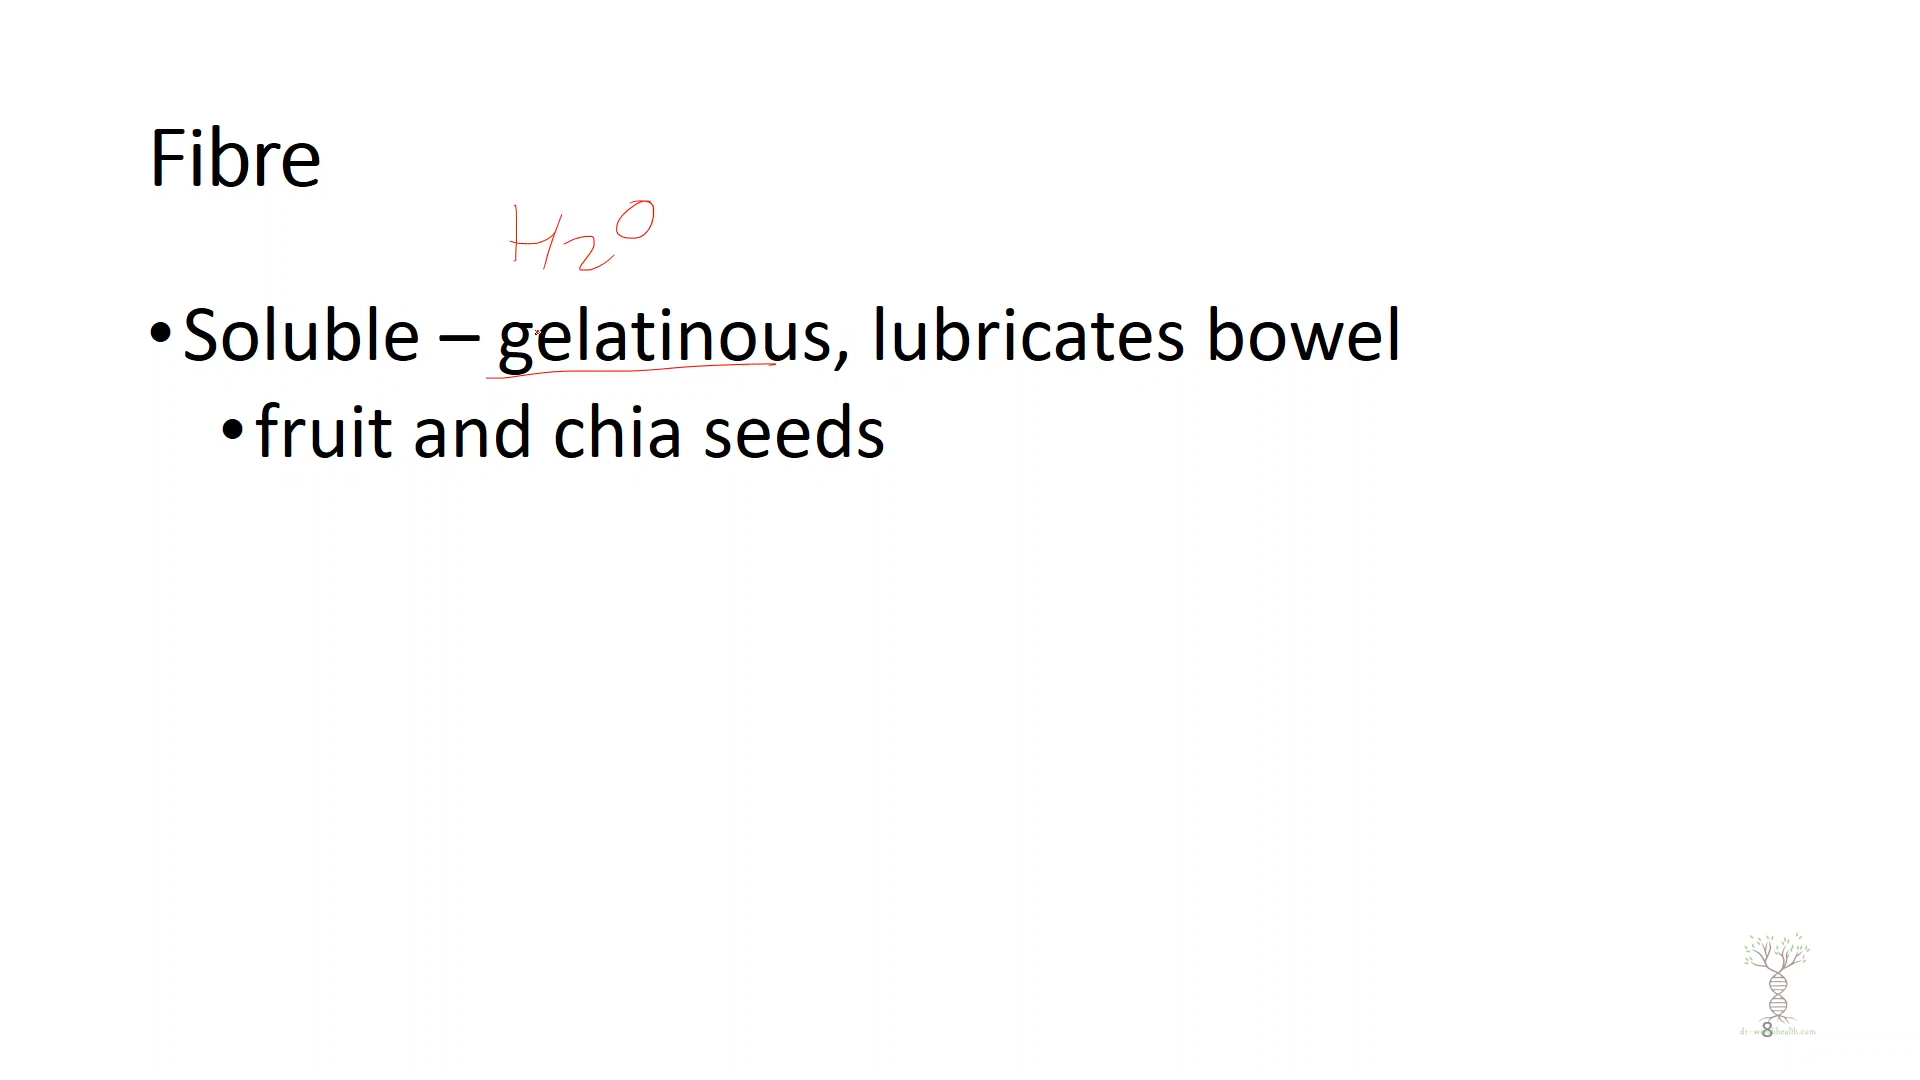 Fibre
H2O
• Soluble – gelatinous, lubricates bowel
• fruit and chia seeds
8